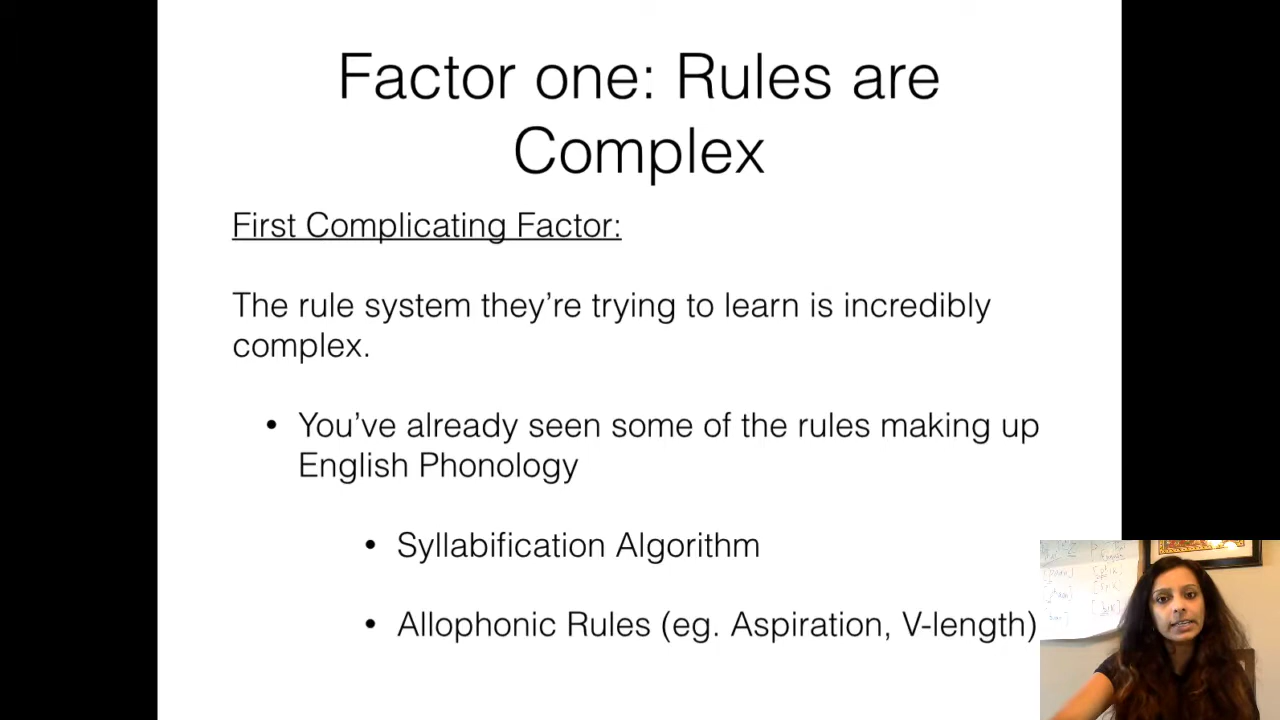 Factor one: Rules are
Complex
First Complicating Factor:
The rule system they’re trying to learn is incredibly
complex.
• You’ve already seen some of the rules making up
English Phonology
• Syllabification Algorithm
• Allophonic Rules (eg. Aspiration, V-length)